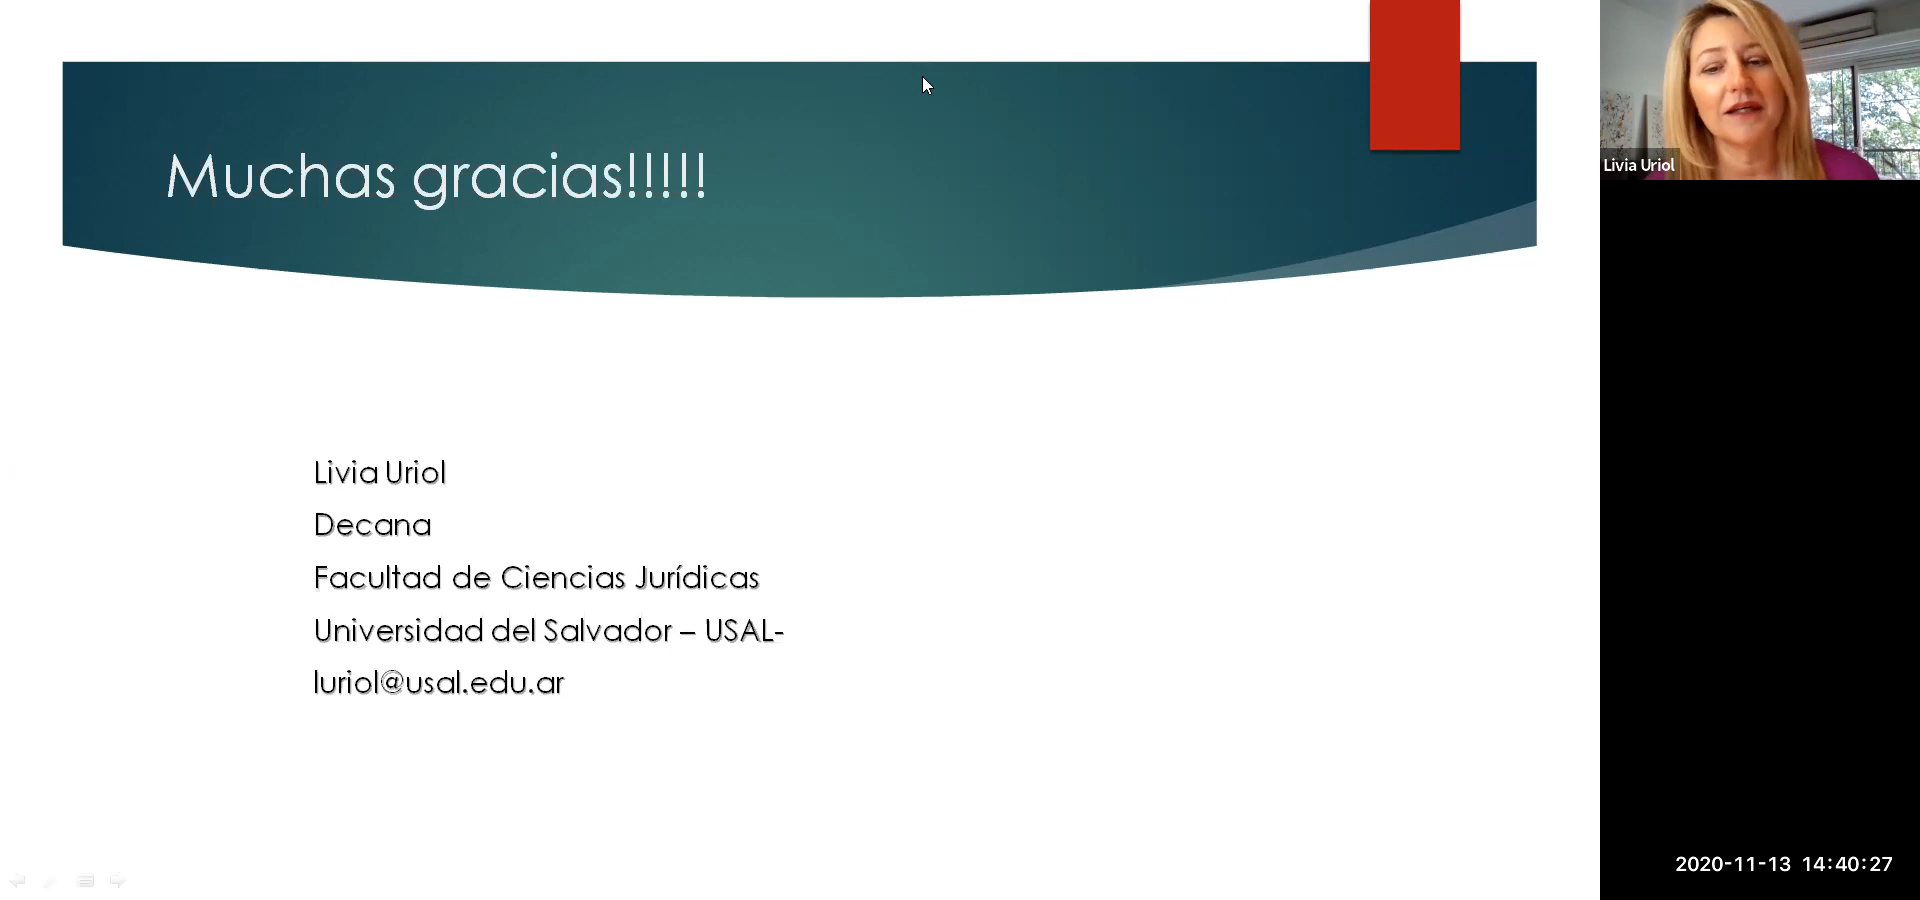 Muchas gracias!!!!!
Livia Uriol
Livia Uriol
Decana
Facultad de Ciencias Jurídicas
Universidad del Salvador – USAL-
luriol@usal.edu.ar
2020-11-13 14:40:27